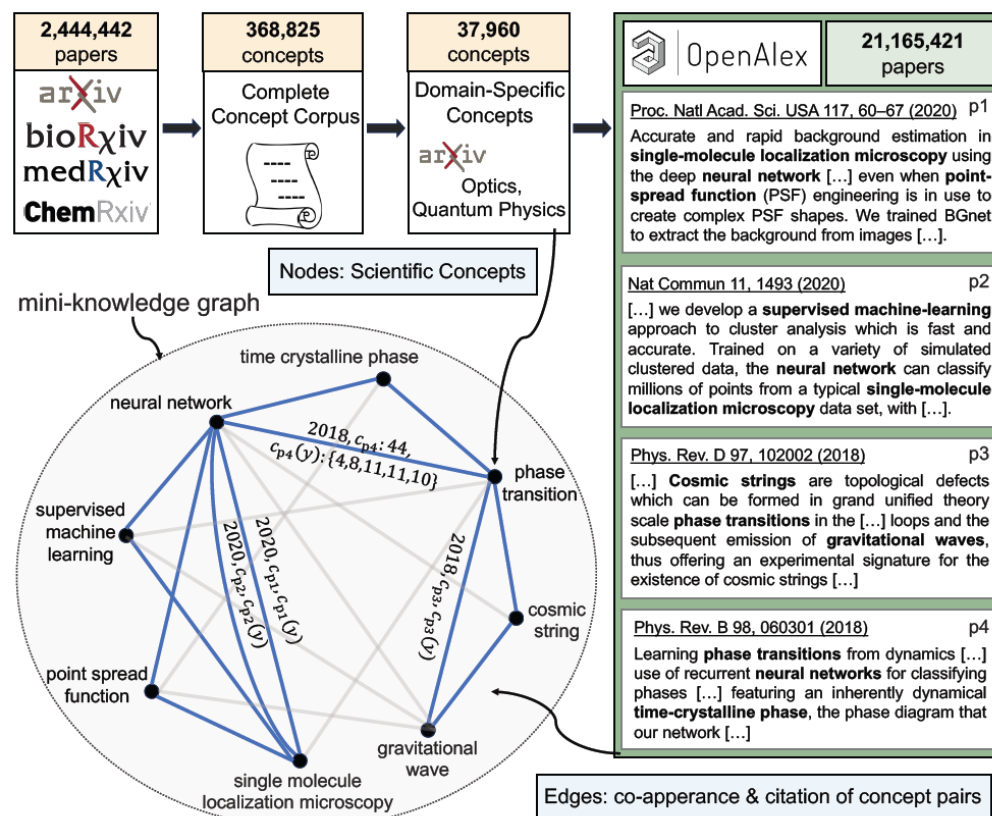 2,444,442
papers
arXiv
bioRχiv
medRχiv
ChemRxiv
368,825
concepts
Complete
Concept Corpus
37,960
concepts
Domain-Specific
Concepts
arXiv
Optics,
Quantum Physics
OpenAlex
21,165,421
papers
Proc. Natl Acad. Sci. USA 117, 60–67 (2020) p1
Accurate and rapid background estimation in
single-molecule localization microscopy using
the deep neural network […] even when point-
spread function (PSF) engineering is in use to
create complex PSF shapes. We trained BGnet
to extract the background from images […].
Nat Commun 11, 1493 (2020) p2
[…] we develop a supervised machine-learning
approach to cluster analysis which is fast and
accurate. Trained on a variety of simulated
clustered data, the neural network can classify
millions of points from a typical single-molecule
localization microscopy data set, with […].
Phys. Rev. D 97, 102002 (2018) p3
[…] Cosmic strings are topological defects
which can be formed in grand unified theory
scale phase transitions in the […] loops and the
subsequent emission of gravitational waves,
thus offering an experimental signature for the
existence of cosmic strings […]
Phys. Rev. B 98, 060301 (2018) p4
Learning phase transitions from dynamics […]
use of recurrent neural networks for classifying
phases […] featuring an inherently dynamical
time-crystalline phase, the phase diagram that
our network […]
Nodes: Scientific Concepts
mini-knowledge graph
time crystalline phase
neural network
2018, c_p4: 44,
c_p4(y): {4,8,11,11,10}
phase
transition
supervised
machine
learning
2020, c_p1, c_p1(y)
2020, c_p2, c_p2(y)
2018, c_p3, c_p3(y)
cosmic
string
point spread
function
gravitational
wave
single molecule
localization microscopy
Edges: co-apperance & citation of concept pairs